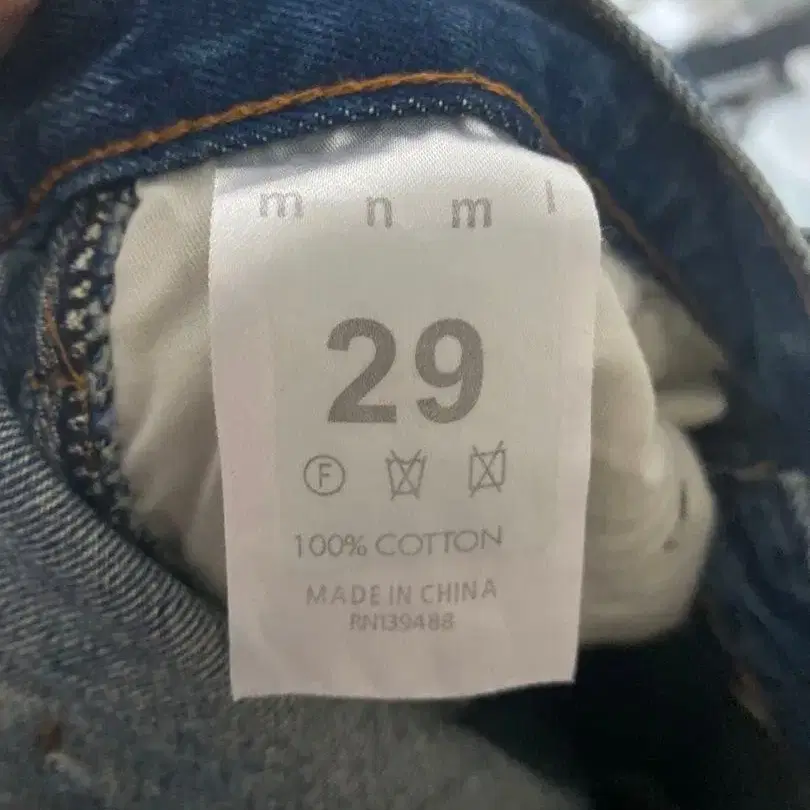 m n m l
29
F
100% COTTON
MADE IN CHINA
RN139488